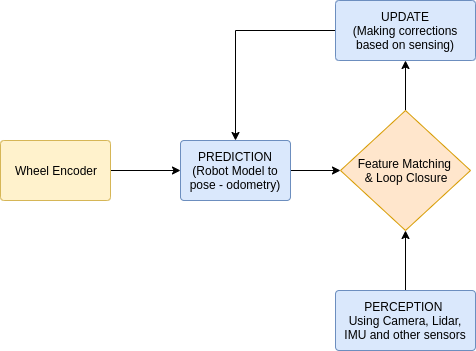 UPDATE
(Making corrections
based on sensing)
Wheel Encoder
PREDICTION
(Robot Model to
pose - odometry)
Feature Matching
& Loop Closure
PERCEPTION
Using Camera, Lidar,
IMU and other sensors